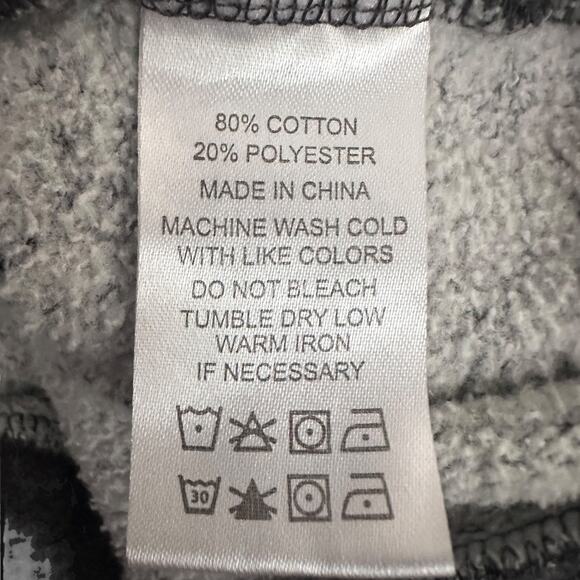 80% COTTON
20% POLYESTER
MADE IN CHINA
MACHINE WASH COLD
WITH LIKE COLORS
DO NOT BLEACH
TUMBLE DRY LOW
WARM IRON
IF NECESSARY
30